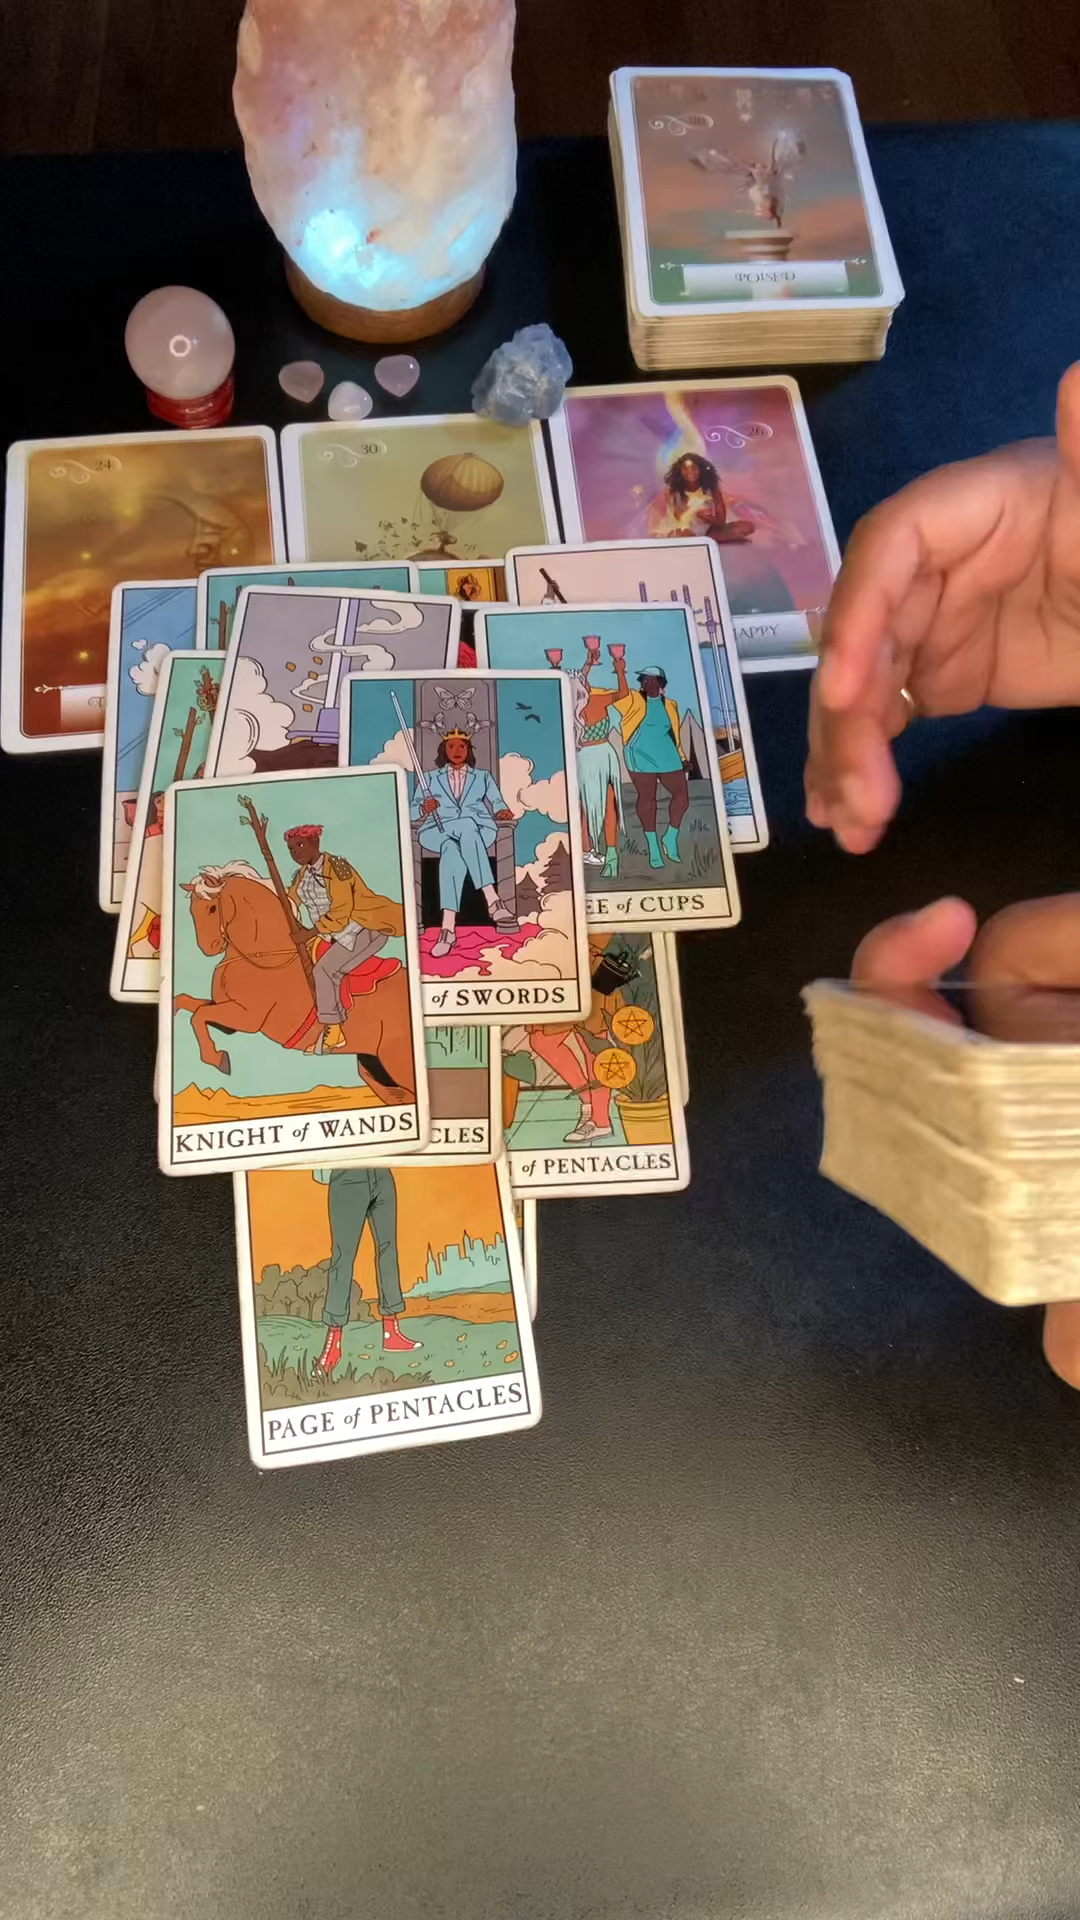 POISED
24
30
26
HAPPY
EE of CUPS
of SWORDS
KNIGHT of WANDS
CLES
of PENTACLES
PAGE of PENTACLES